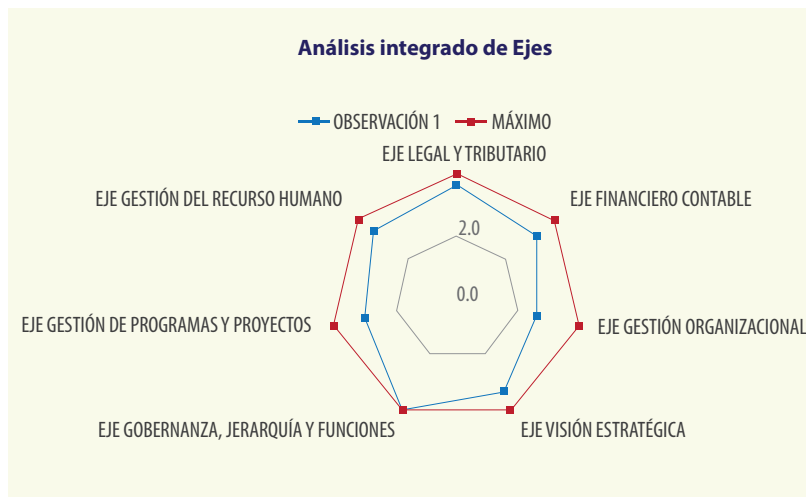 Análisis integrado de Ejes
OBSERVACIÓN 1 MÁXIMO
EJE LEGAL Y TRIBUTARIO
EJE GESTIÓN DEL RECURSO HUMANO
EJE FINANCIERO CONTABLE
2.0
0.0
EJE GESTIÓN DE PROGRAMAS Y PROYECTOS
EJE GESTIÓN ORGANIZACIONAL
EJE GOBERNANZA, JERARQUÍA Y FUNCIONES
EJE VISIÓN ESTRATÉGICA